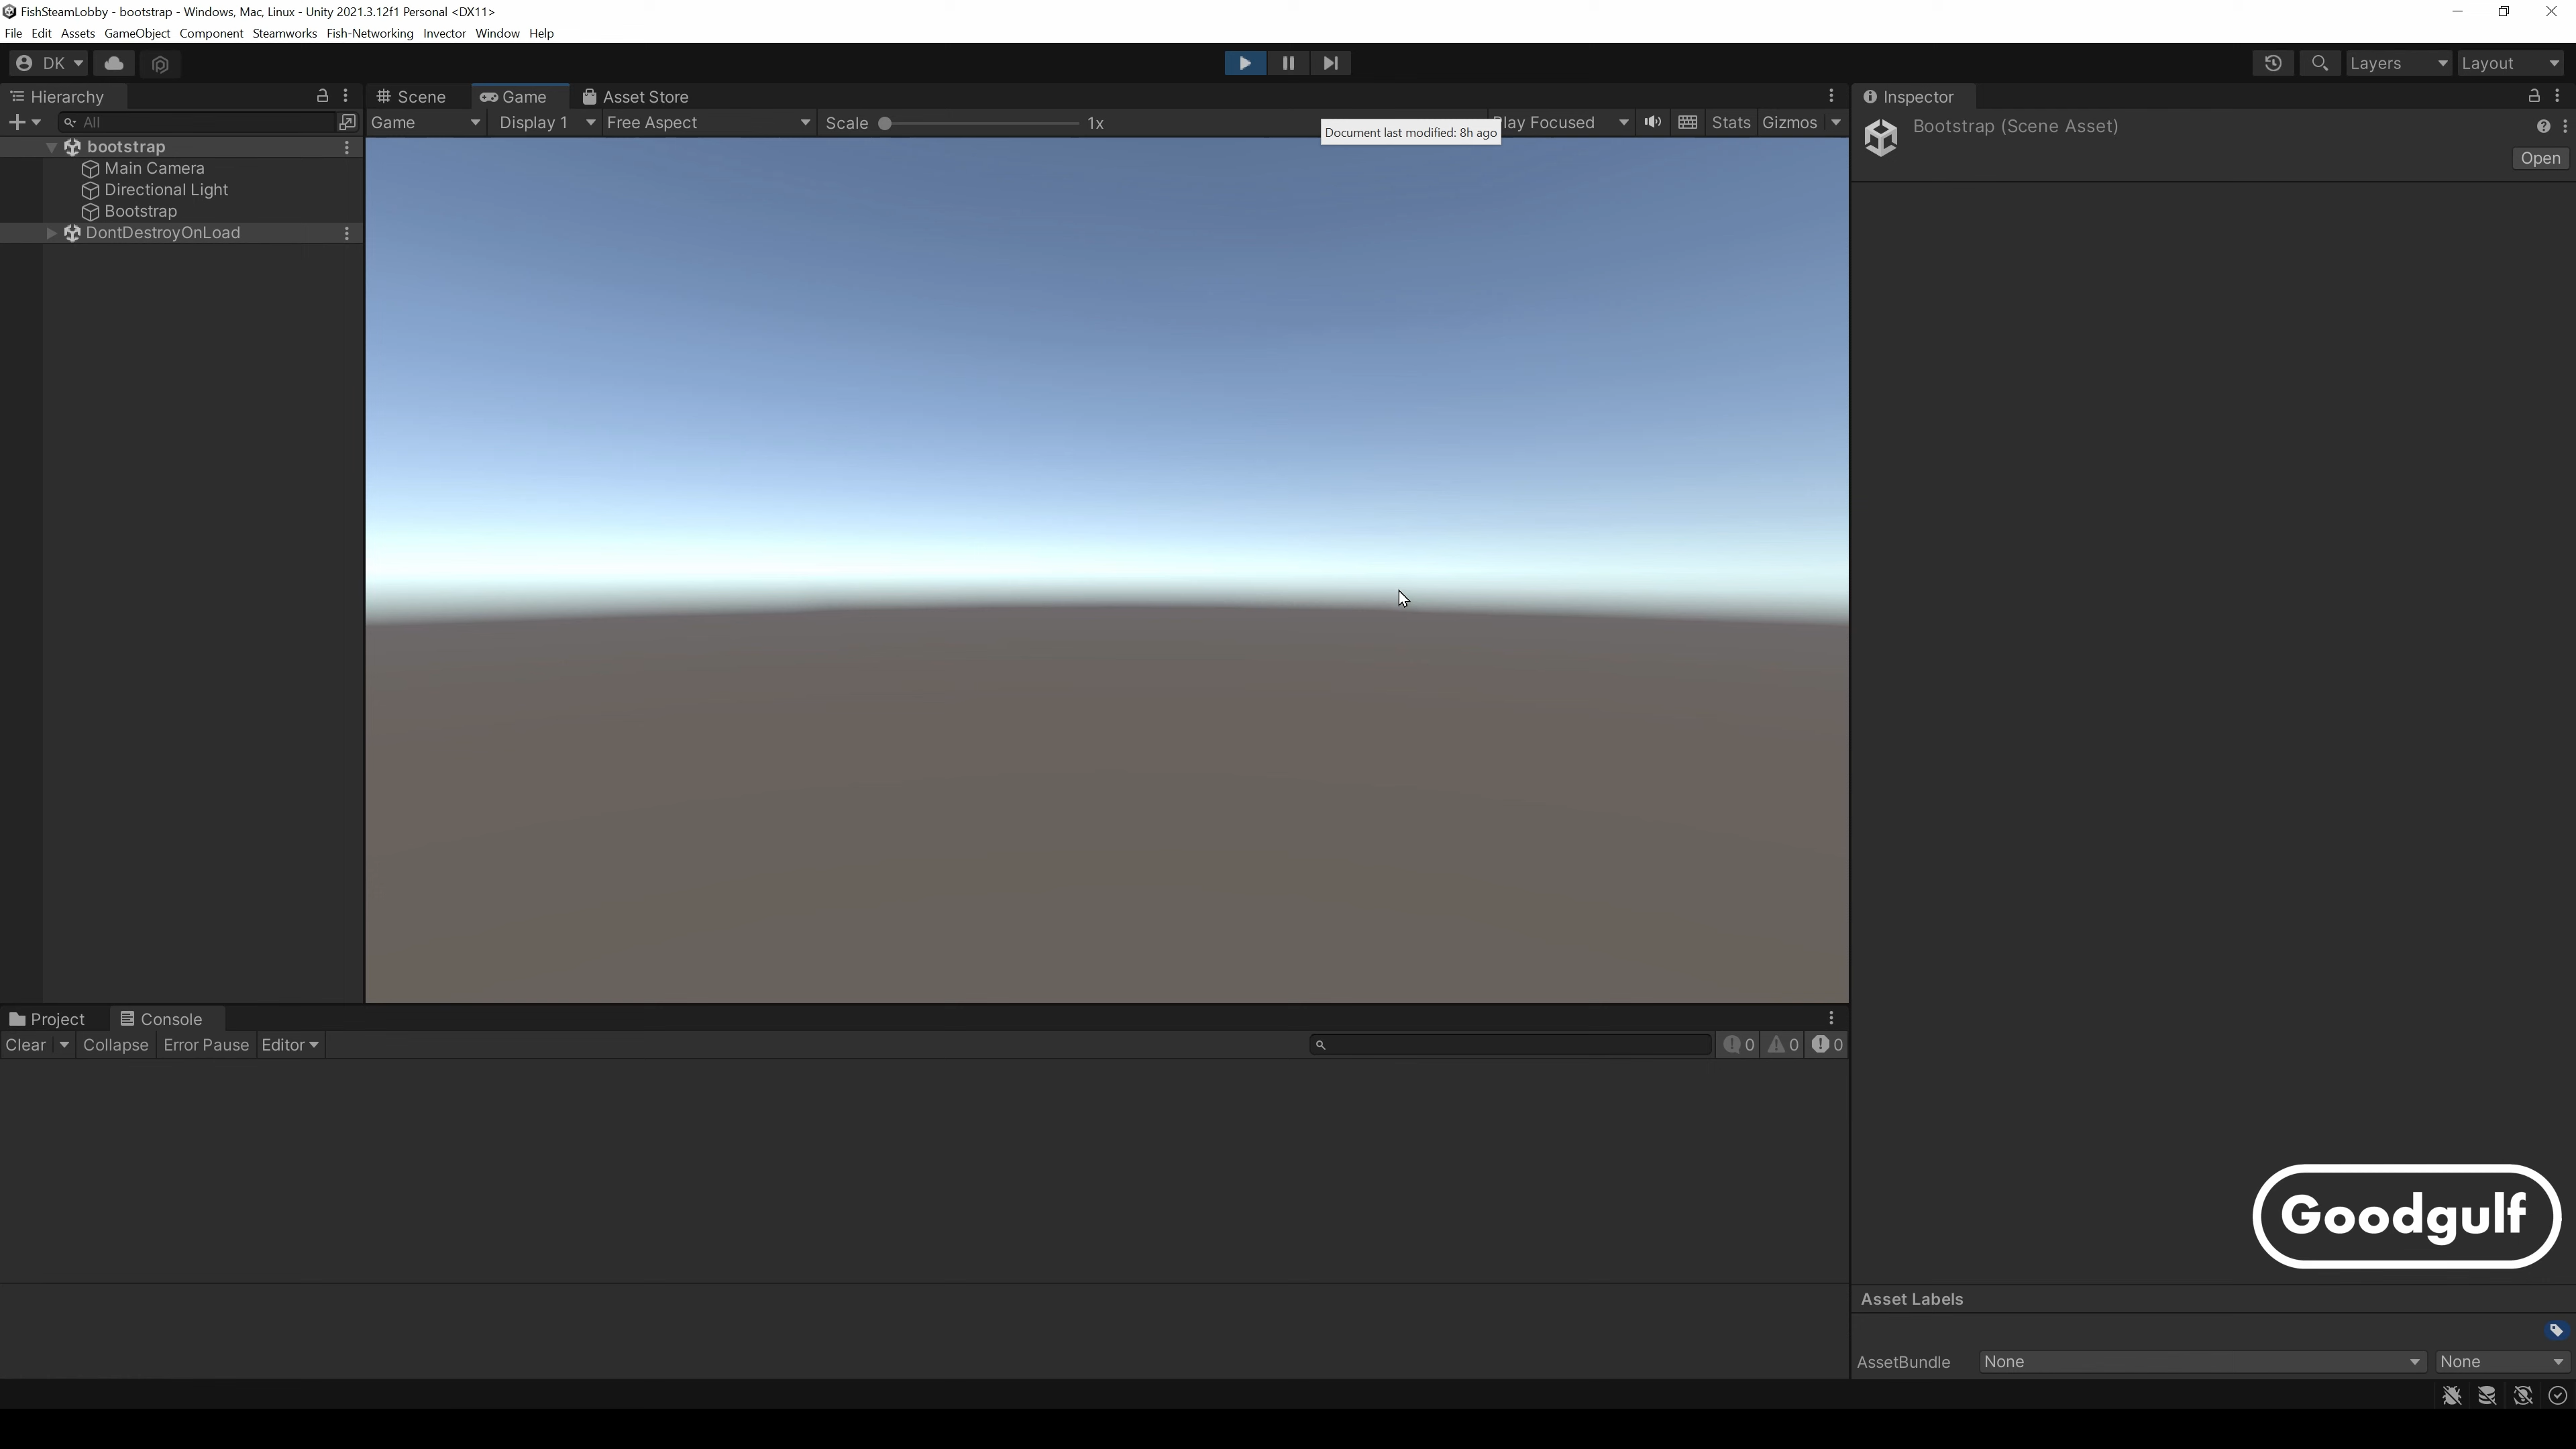 FishSteamLobby - bootstrap - Windows, Mac, Linux - Unity 2021.3.12f1 Personal <DX11>
File Edit Assets GameObject Component Steamworks Fish-Networking Invector Window Help
DK
Layers
Layout
Hierarchy
Scene
Game
Asset Store
Inspector
All
Game
Display 1
Free Aspect
Scale
1x
Document last modified: 8h ago
lay Focused
Stats
Gizmos
Bootstrap (Scene Asset)
Open
bootstrap
Main Camera
Directional Light
Bootstrap
DontDestroyOnLoad
Project
Console
Clear
Collapse
Error Pause
Editor
0
0
0
Goodgulf
Asset Labels
AssetBundle
None
None